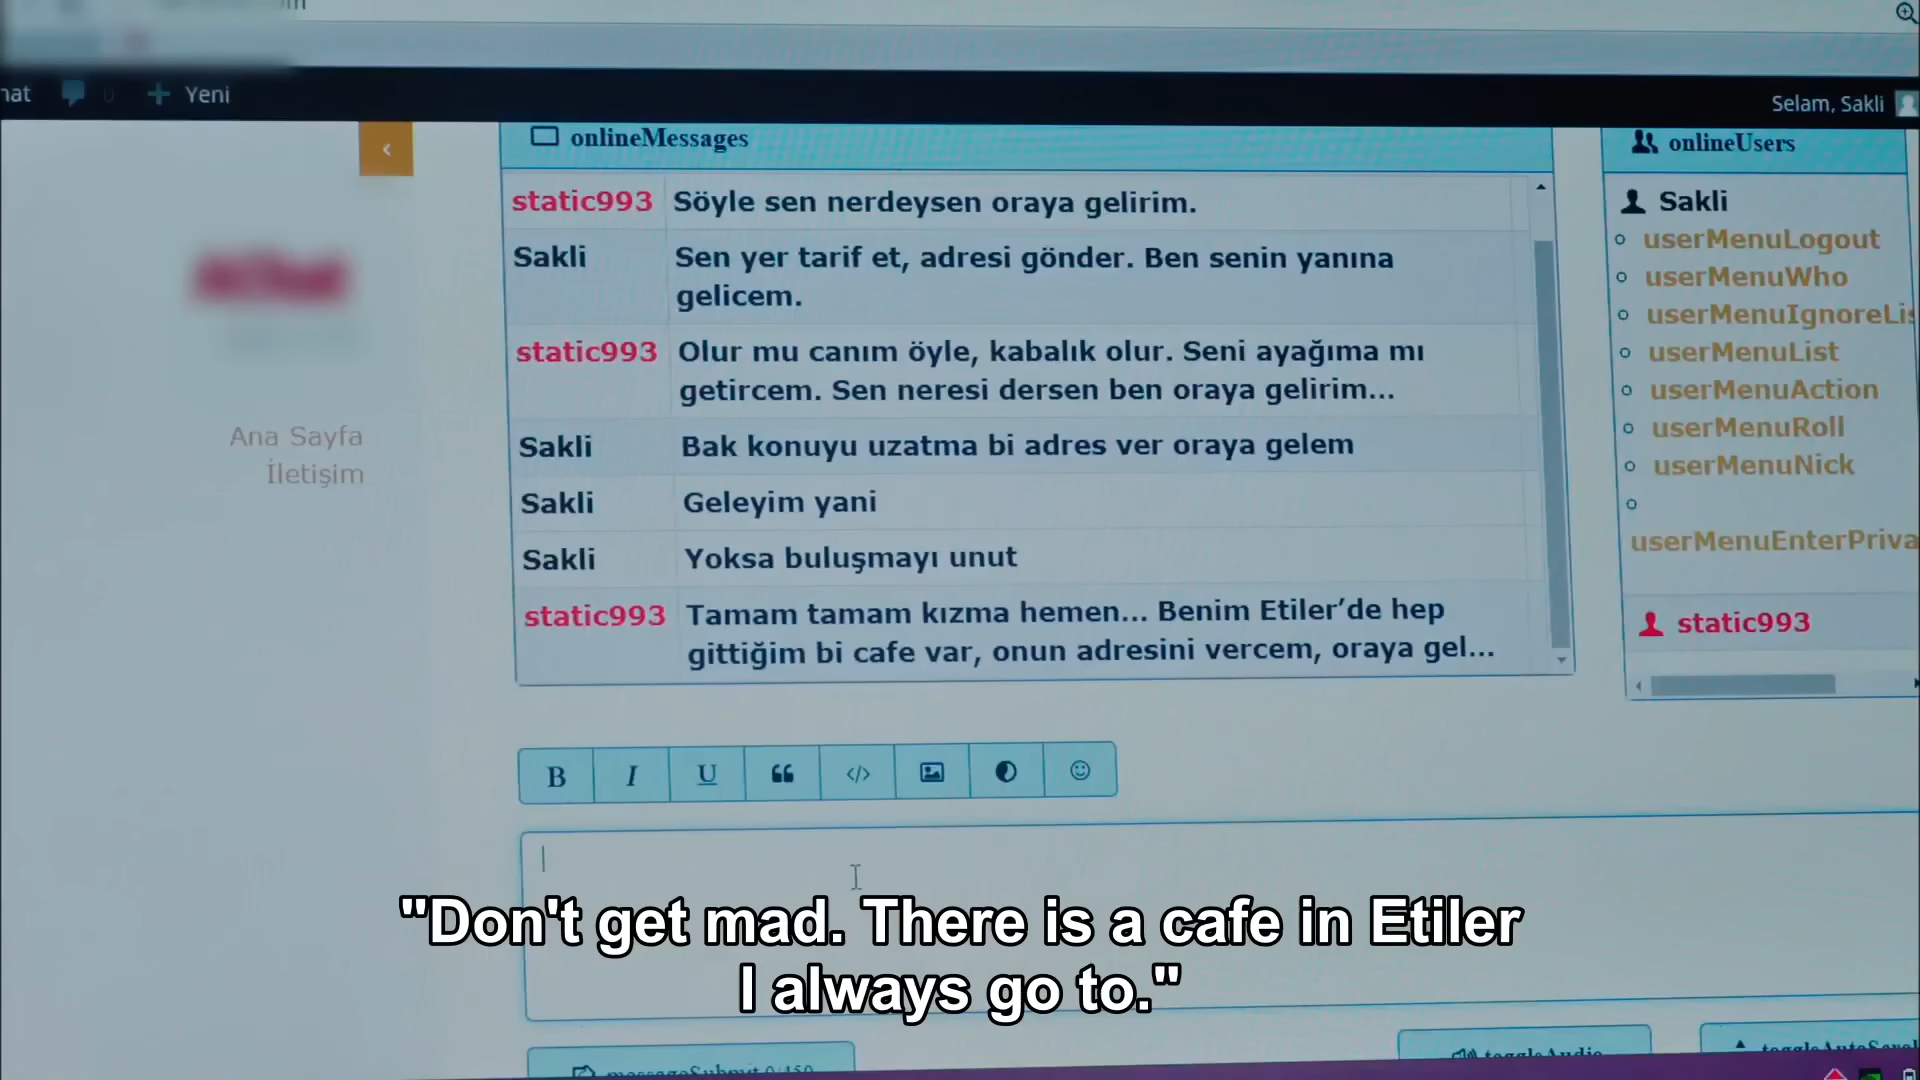 Yeni
Selam, Sakli
onlineMessages
onlineUsers
static993 Söyle sen nerdeysen oraya gelirim.
Sakli Sen yer tarif et, adresi gönder. Ben senin yanına
gelicem.
static993 Olur mu canım öyle, kabalık olur. Seni ayağıma mı
getircem. Sen neresi dersen ben oraya gelirim...
Sakli Bak konuyu uzatma bi adres ver oraya gelem
Sakli Geleyim yani
Sakli Yoksa buluşmayı unut
static993 Tamam tamam kızma hemen... Benim Etiler’de hep
gittiğim bi cafe var, onun adresini vercem, oraya gel...
Sakli
userMenuLogout
userMenuWho
userMenuIgnoreLis
userMenuList
userMenuAction
userMenuRoll
userMenuNick
userMenuEnterPriva
static993
Ana Sayfa
İletişim
B I U
"Don't get mad. There is a cafe in Etiler
I always go to."
toggleAudio